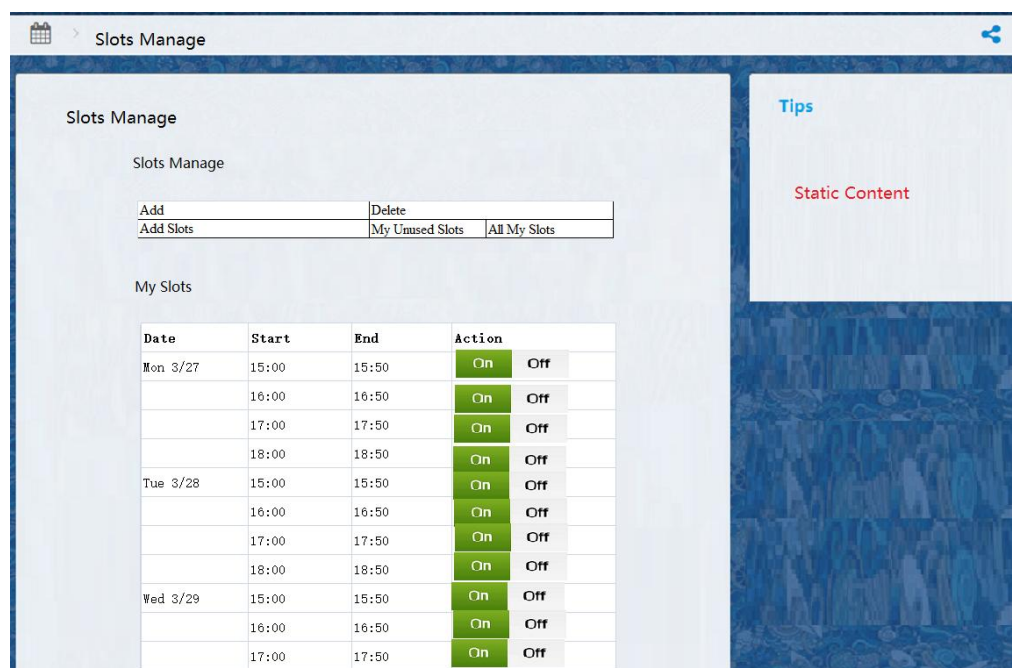 Slots Manage
Tips
Slots Manage
Slots Manage
Static Content
Add Delete
Add Slots My Unused Slots All My Slots
My Slots
Date Start End Action
Mon 3/27 15:00 15:50 On Off
16:00 16:50 On Off
17:00 17:50 On Off
18:00 18:50 On Off
Tue 3/28 15:00 15:50 On Off
16:00 16:50 On Off
17:00 17:50 On Off
18:00 18:50 On Off
Wed 3/29 15:00 15:50 On Off
16:00 16:50 On Off
17:00 17:50 On Off